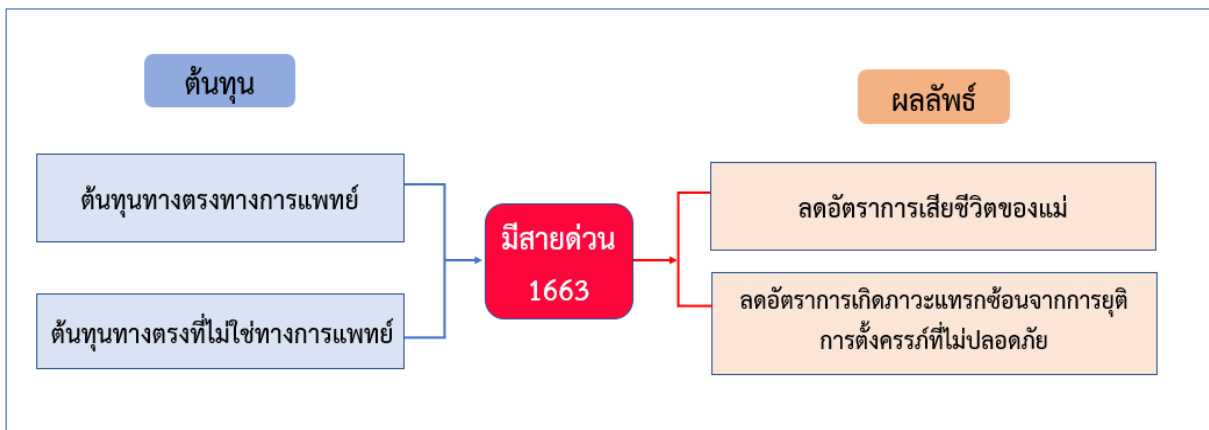 ต้นทุน
ผลลัพธ์
ต้นทุนทางตรงทางการแพทย์
ต้นทุนทางตรงที่ไม่ใช่ทางการแพทย์
มีสายด่วน
1663
ลดอัตราการเสียชีวิตของแม่
ลดอัตราการเกิดภาวะแทรกซ้อนจากการยุติ
การตั้งครรภ์ที่ไม่ปลอดภัย